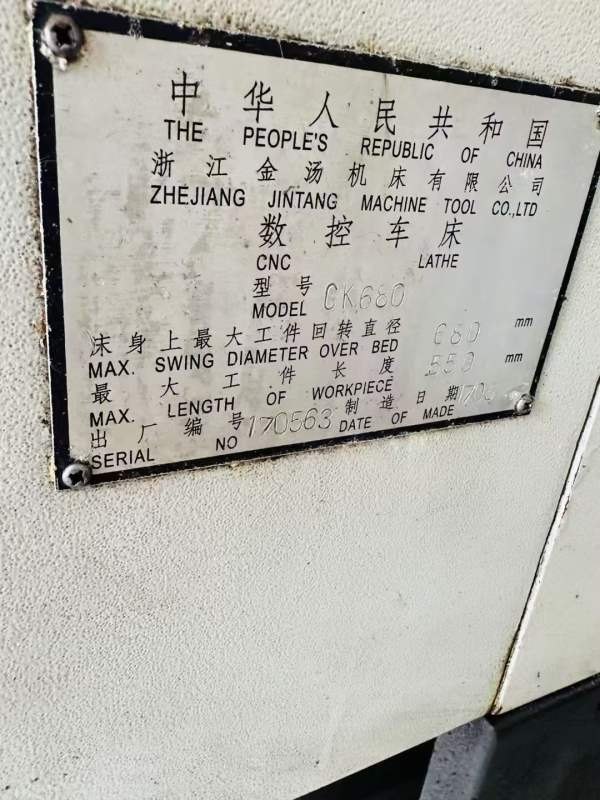 中华人民共和国
THE PEOPLE'S REPUBLIC OF CHINA
浙江金汤机床有限公司
ZHEJIANG JINTANG MACHINE TOOL CO.,LTD
数控车床
CNC LATHE
型号
MODEL CK680
床身上最大工件回转直径 680 mm
MAX. SWING DIAMETER OVER BED
最大工件长度 550 mm
MAX. LENGTH OF WORKPIECE
出厂编号 170563 制造日期
SERIAL NO DATE OF MADE